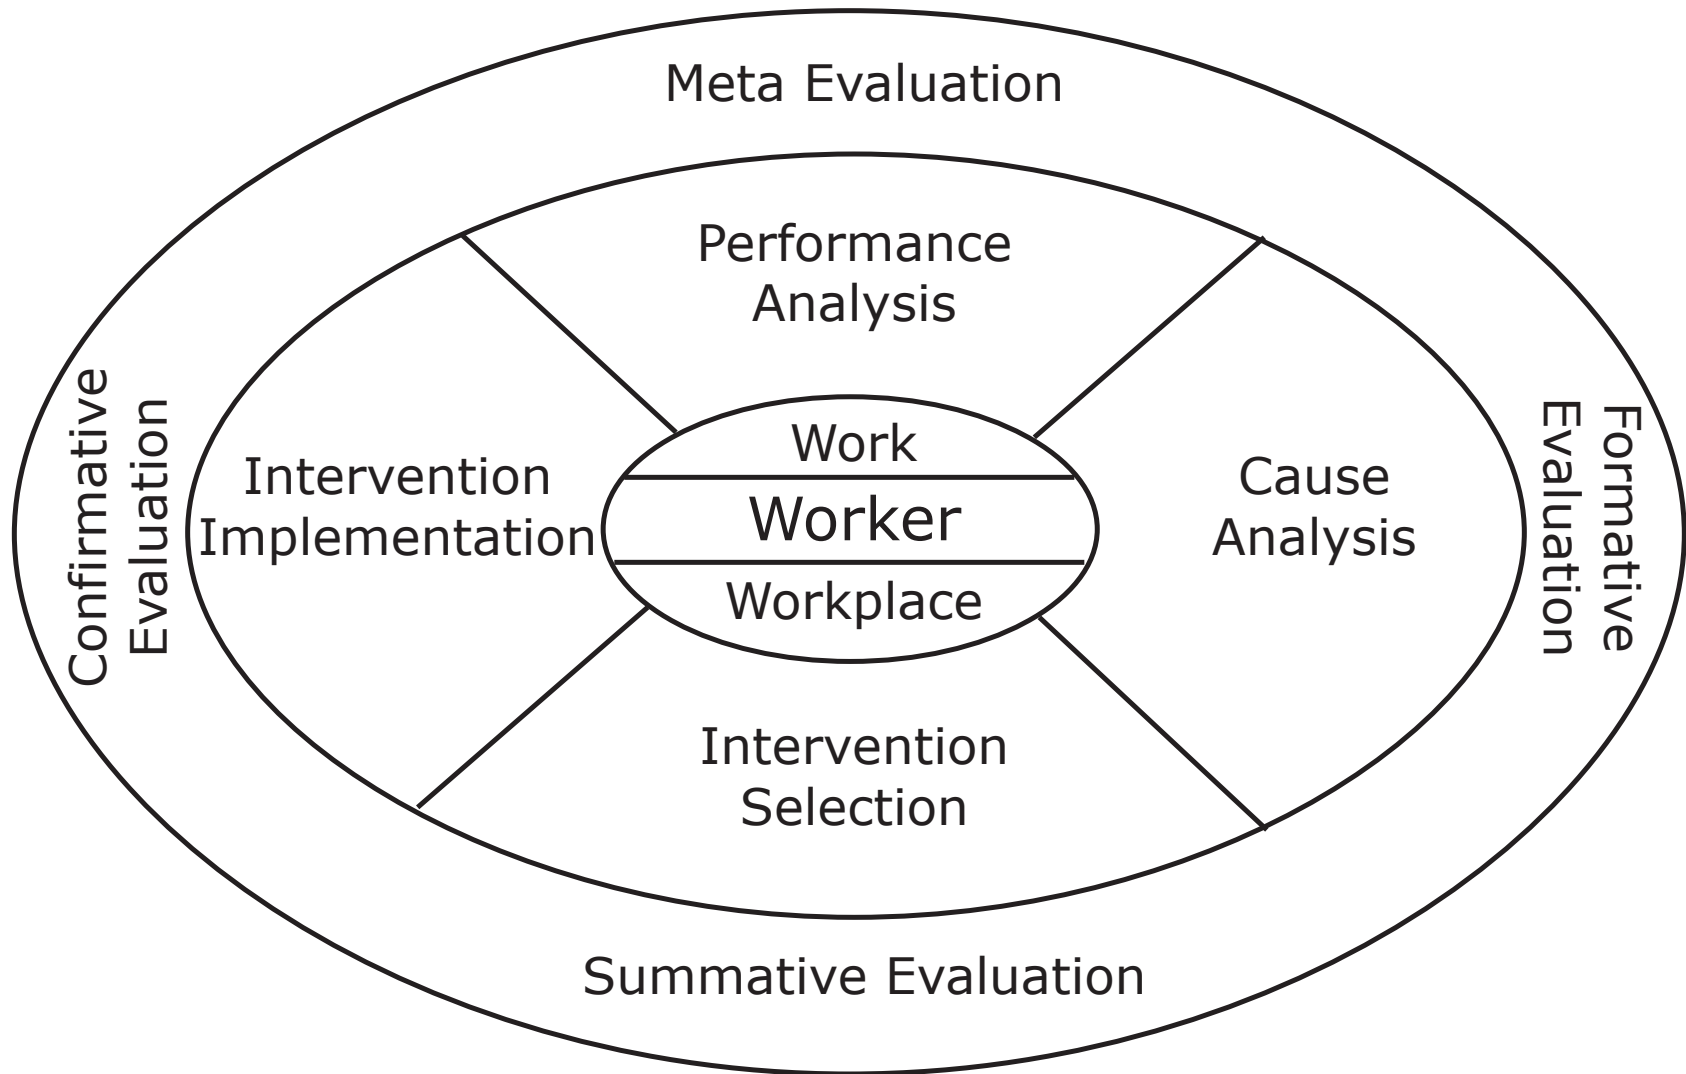 Meta Evaluation
Performance
Analysis
Confirmative
Evaluation
Intervention
Implementation
Work
Worker
Workplace
Cause
Analysis
Formative
Evaluation
Intervention
Selection
Summative Evaluation